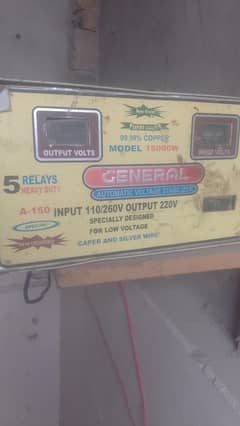 99.99% COPPER
MODEL 15000W
OUTPUT VOLTS
INPUT VOLTS
5 RELAYS
HEAVY DUTY
GENERAL
AUTOMATIC VOLTAGE STABILIZER
A-150 INPUT 110/260V OUTPUT 220V
SPECIAL
SPECIALLY DESIGNED
FOR LOW VOLTAGE
CAPER AND SILVER WIRE